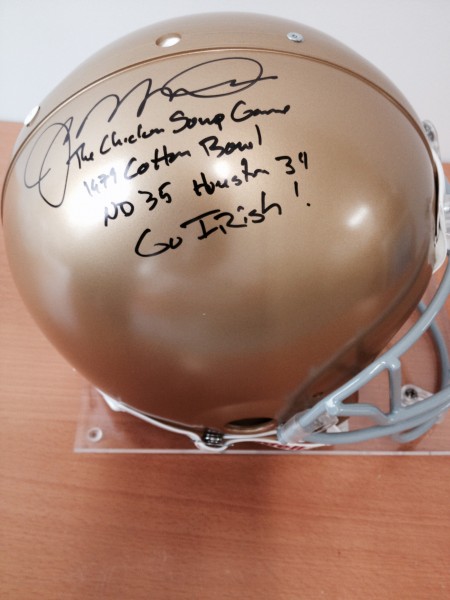 The Chicken Soup Game
1979 Cotton Bowl
ND 35 Houston 34
Go IRish!